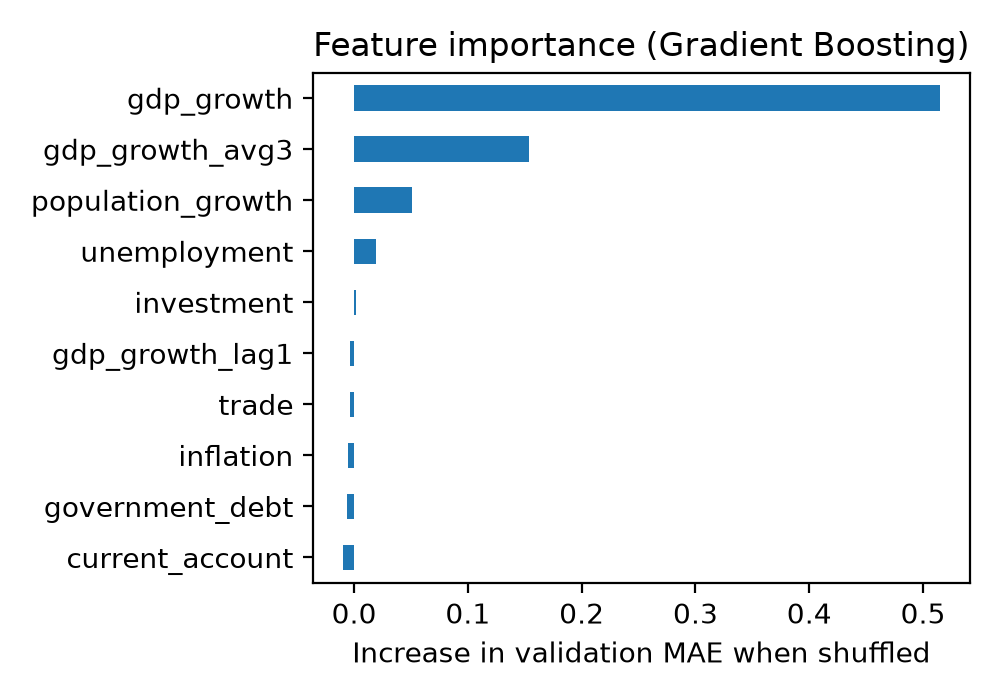 Feature importance (Gradient Boosting)
gdp_growth
gdp_growth_avg3
population_growth
unemployment
investment
gdp_growth_lag1
trade
inflation
government_debt
current_account
0.0 0.1 0.2 0.3 0.4 0.5
Increase in validation MAE when shuffled